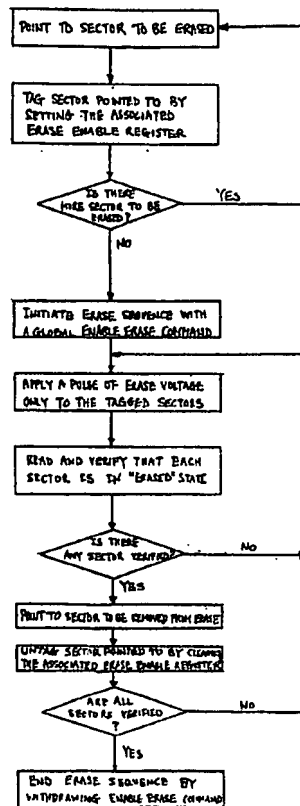 POINT TO SECTOR TO BE ERASED
TAG SECTOR POINTED TO BY
SETTING THE ASSOCIATED
ERASE ENABLE REGISTER
IS THERE
MORE SECTOR TO BE
ERASED?
YES
NO
INITIATE ERASE SEQUENCE WITH
A GLOBAL ENABLE ERASE COMMAND
APPLY A PULSE OF ERASE VOLTAGE
ONLY TO THE TAGGED SECTORS
READ AND VERIFY THAT EACH
SECTOR IS IN "ERASED" STATE
IS THERE
ANY SECTOR VERIFIED?
NO
YES
POINT TO SECTOR TO BE REMOVED FROM ERASE
UNTAG SECTOR POINTED TO BY CLEARING
THE ASSOCIATED ERASE ENABLE REGISTER
ARE ALL
SECTORS VERIFIED
?
NO
YES
END ERASE SEQUENCE BY
WITHDRAWING ENABLE ERASE COMMAND